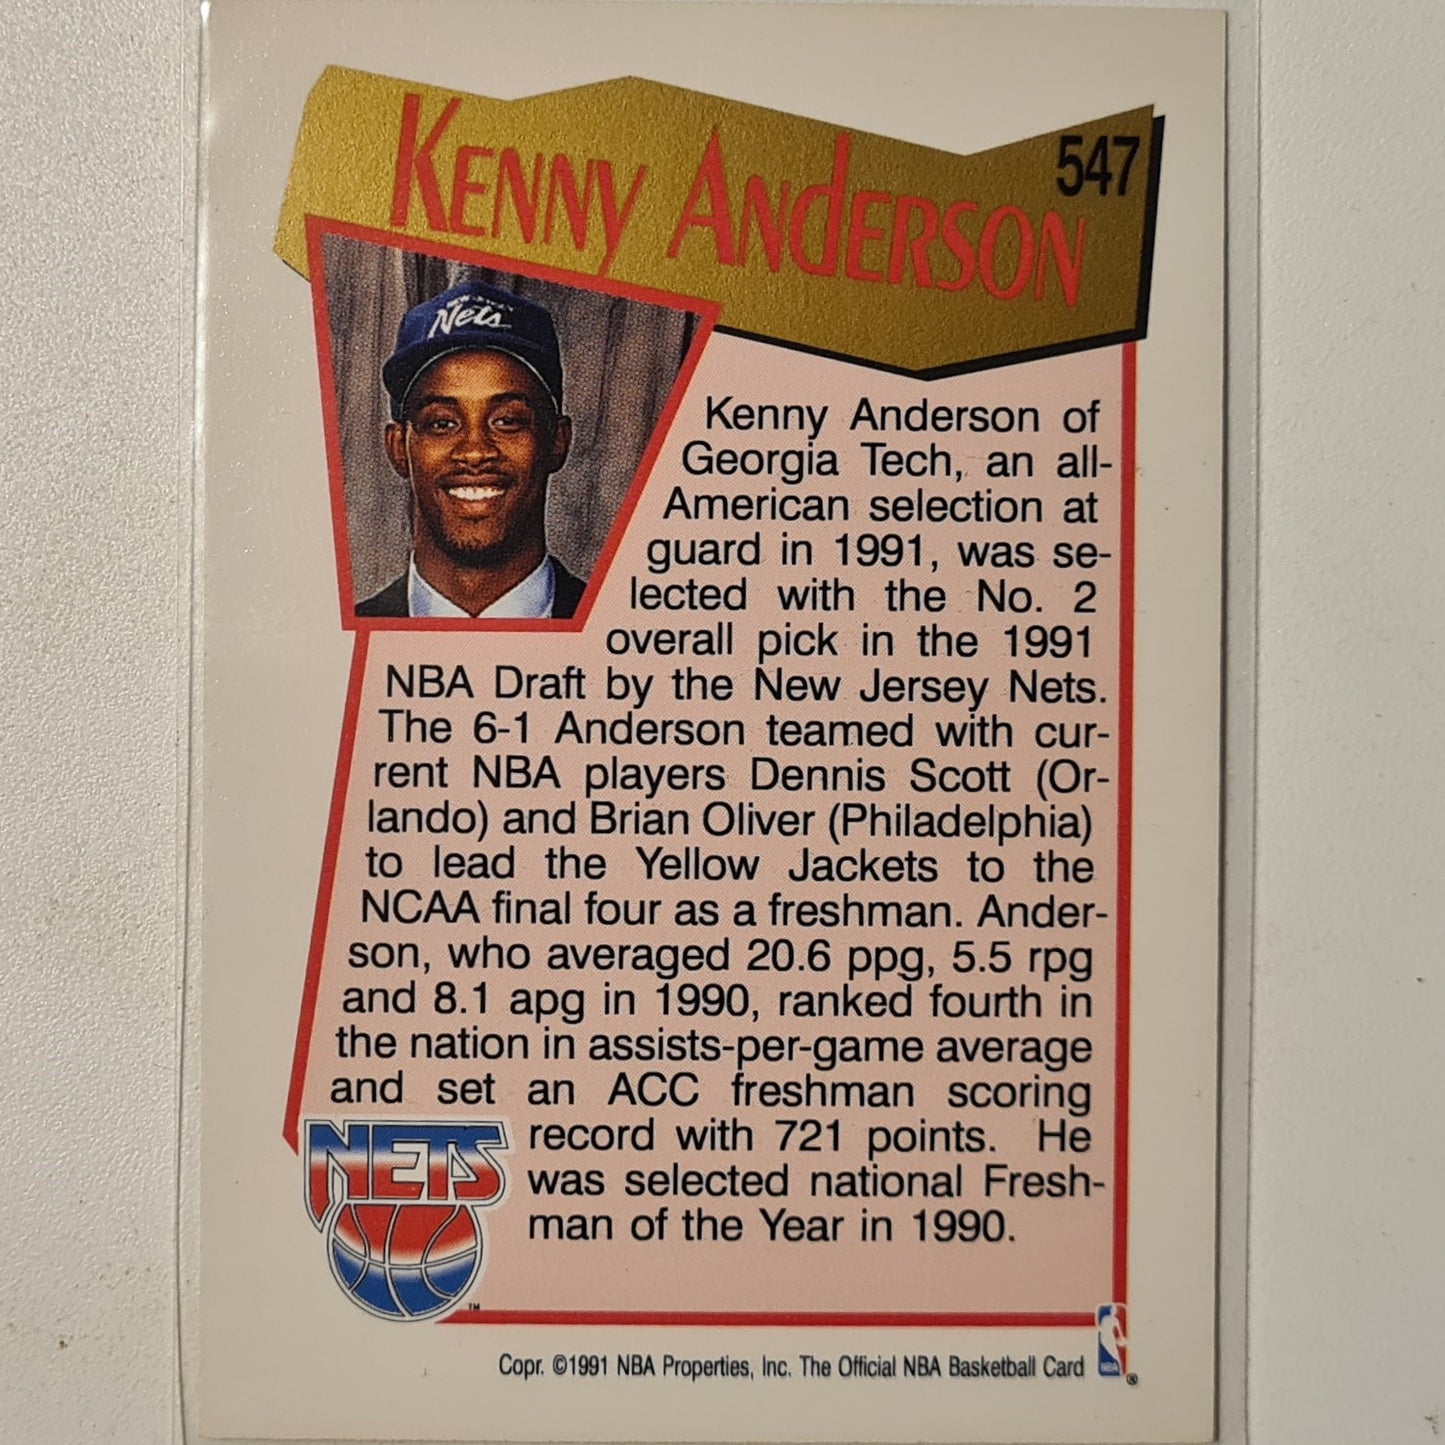 547
Kenny Anderson
New Jersey
Nets
Kenny Anderson of
Georgia Tech, an all-
American selection at
guard in 1991, was se-
lected with the No. 2
overall pick in the 1991
NBA Draft by the New Jersey Nets.
The 6-1 Anderson teamed with cur-
rent NBA players Dennis Scott (Or-
lando) and Brian Oliver (Philadelphia)
to lead the Yellow Jackets to the
NCAA final four as a freshman. Ander-
son, who averaged 20.6 ppg, 5.5 rpg
and 8.1 apg in 1990, ranked fourth in
the nation in assists-per-game average
and set an ACC freshman scoring
record with 721 points. He
was selected national Fresh-
man of the Year in 1990.
NETS
TM
Copr. ©1991 NBA Properties, Inc. The Official NBA Basketball Card
NBA
®